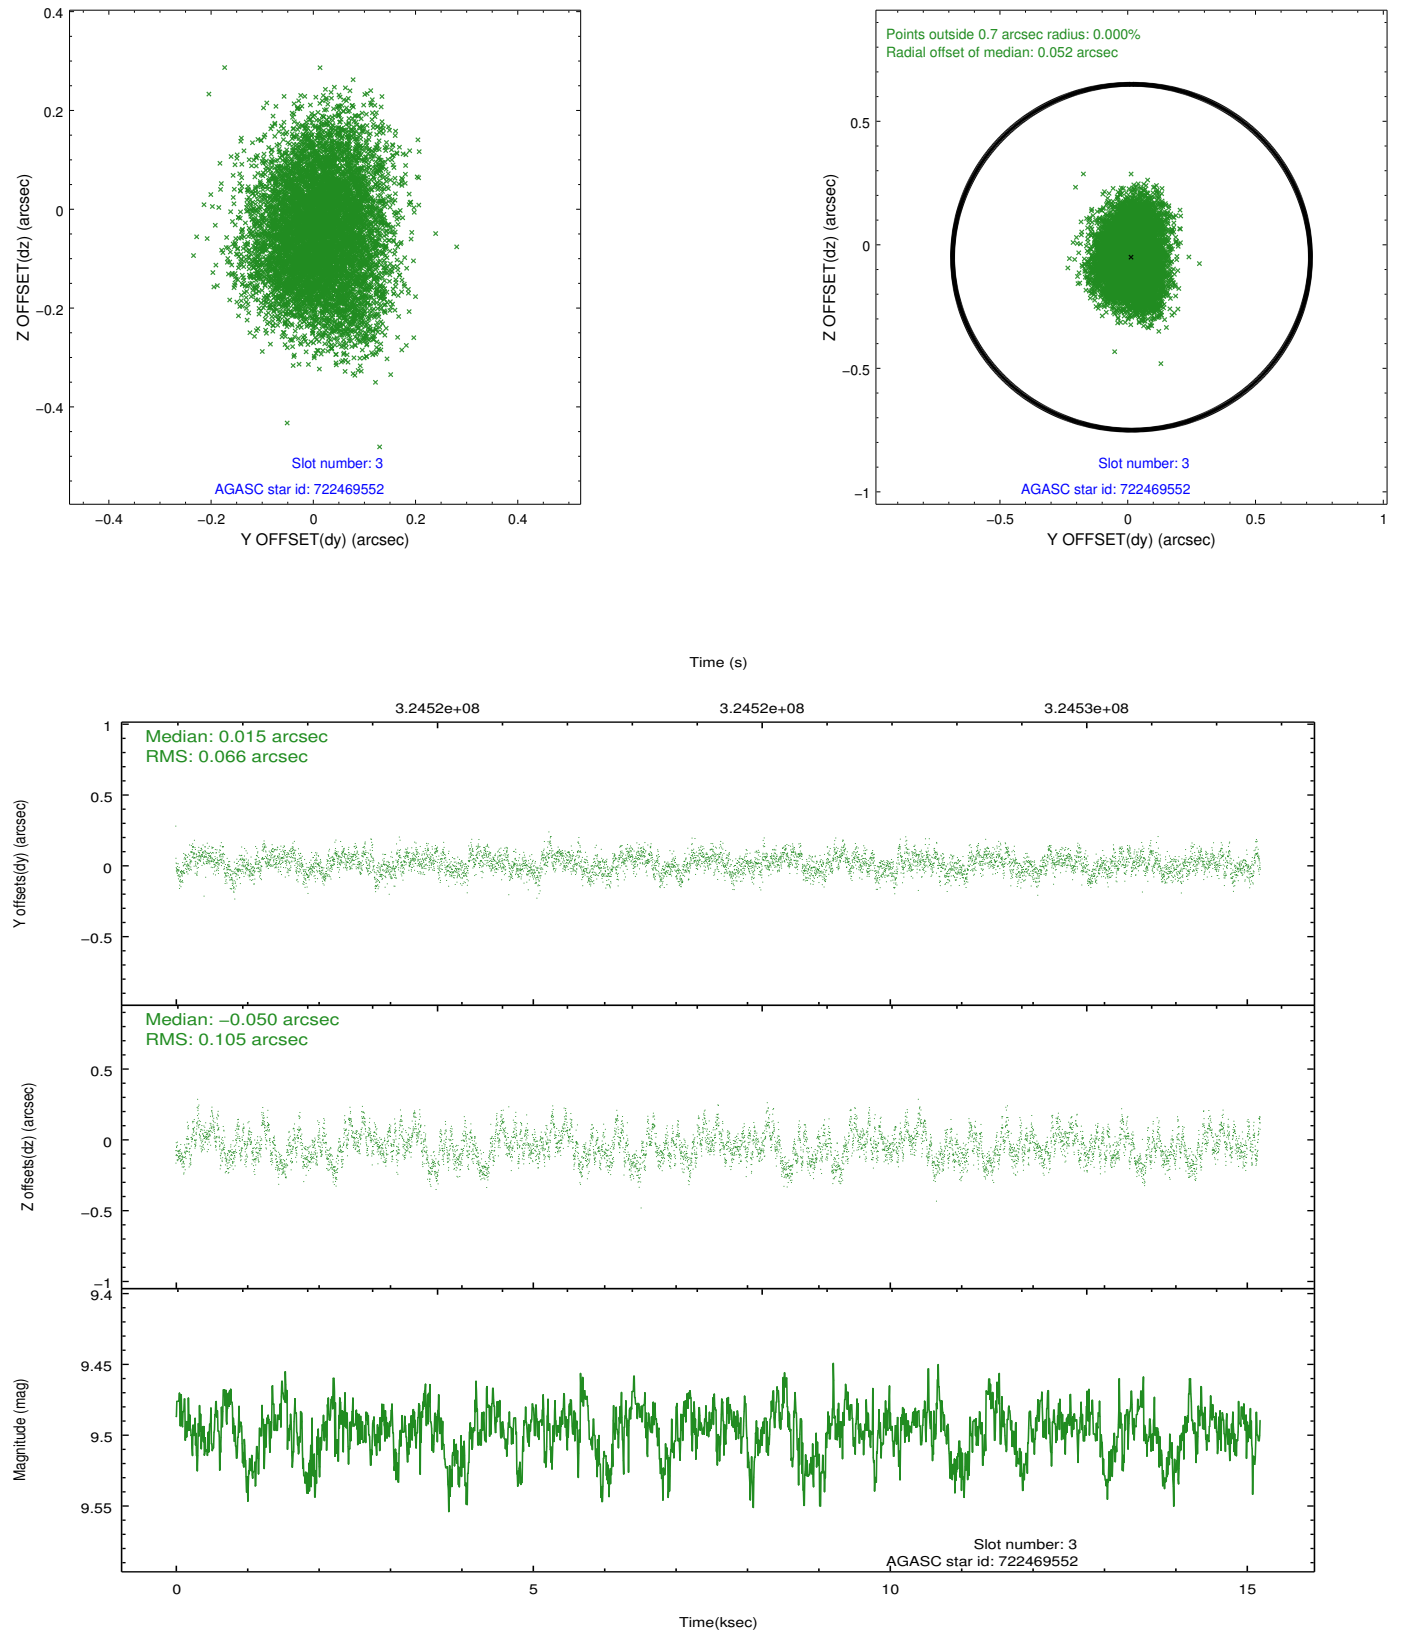 0.4
0.2
0
−0.2
−0.4
Z OFFSET(dz) (arcsec)
Slot number: 3
AGASC star id: 722469552
−0.4 −0.2 0 0.2 0.4
Y OFFSET(dy) (arcsec)
Points outside 0.7 arcsec radius: 0.000%
Radial offset of median: 0.052 arcsec
0.5
0
−0.5
−1
Z OFFSET(dz) (arcsec)
Slot number: 3
AGASC star id: 722469552
−0.5 0 0.5 1
Y OFFSET(dy) (arcsec)
Time (s)
3.2452e+08 3.2452e+08 3.2453e+08
Median: 0.015 arcsec
RMS: 0.066 arcsec
1
0.5
0
−0.5
Y offsets(dy) (arcsec)
Median: −0.050 arcsec
RMS: 0.105 arcsec
0.5
0
−0.5
−1
Z offsets(dz) (arcsec)
9.4
9.45
9.5
9.55
Magnitude (mag)
Slot number: 3
AGASC star id: 722469552
0 5 10 15
Time(ksec)